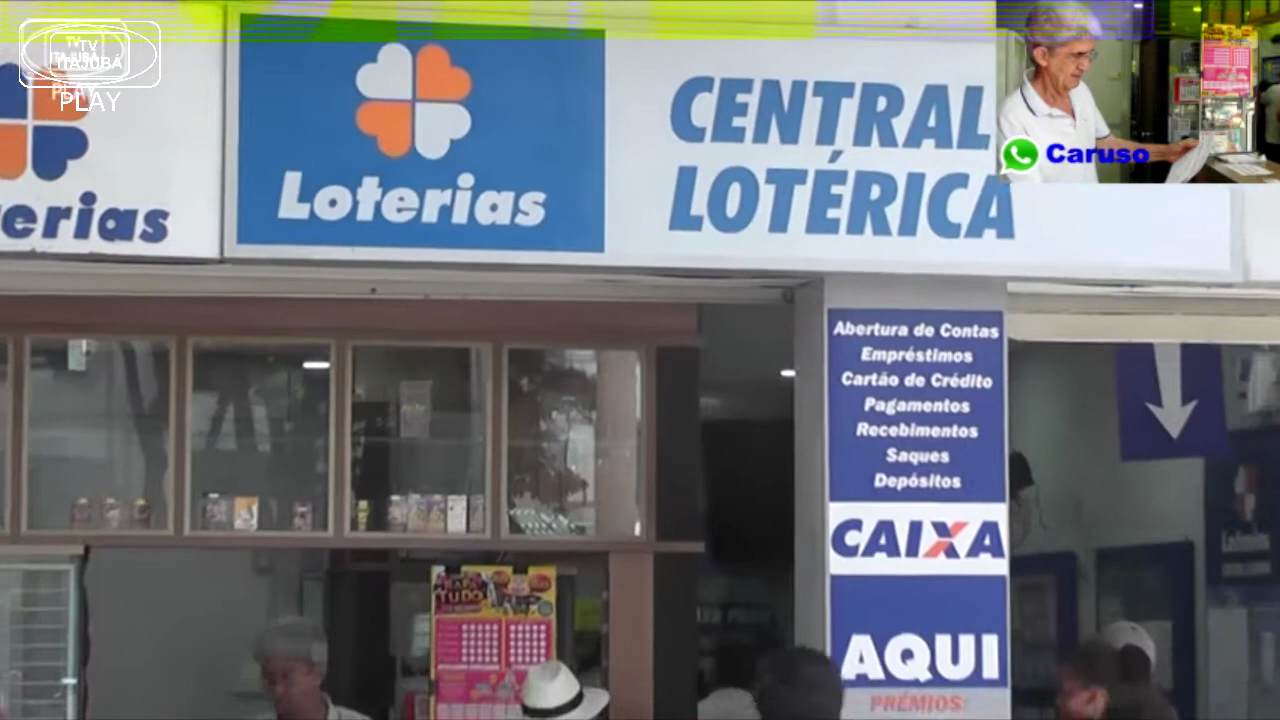 TV
ITAJUBÁ
PLAY
erias
Loterias
CENTRAL
LOTÉRICA
Caruso
Abertura de Contas
Empréstimos
Cartão de Crédito
Pagamentos
Recebimentos
Saques
Depósitos
CAIXA
AQUI
PRÊMIOS:
TUDO